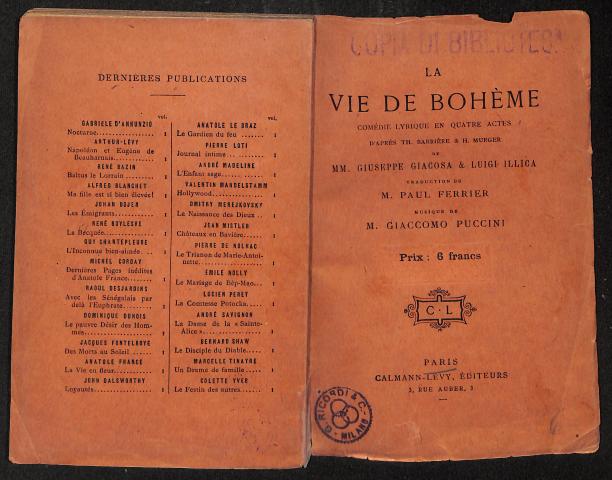 DERNIÈRES PUBLICATIONS
vol.
GABRIELE D'ANNUNZIO
Nocturne......... 1
ARTHUR-LÉVY
Napoléon et Eugène de
Beauharnais......... 1
RENÉ BAZIN
Baltus le Lorrain ....... 1
ALFRED BLANCHET
Ma fille est si bien élevée! 1
JOHAN BOJER
Les Émigrants......... 1
RENÉ BOYLESVE
La Becquée......... 1
GUY CHANTEPLEURE
L'Inconnue bien-aimée .. 1
MICHEL CORDAY
Dernières Pages inédites
d'Anatole France....... 1
RAOUL DESJARDINS
Avec les Sénégalais par
delà l'Euphrate......... 1
DOMINIQUE DUNOIS
Le pauvre Désir des Hom-
mes......... 1
JACQUES FONTELROYE
Des Morts au Soleil ..... 1
ANATOLE FRANCE
La Vie en fleur......... 1
JOHN GALSWORTHY
Loyautés......... 1
vol.
ANATOLE LE BRAZ
Le Gardien du feu ....... 1
PIERRE LOTI
Journal intime ......... 1
ANDRÉ MADELINE
L'Enfant sage......... 1
VALENTIN MANDELSTAMM
Hollywood......... 1
DMITRY MEREJKOVSKY
La Naissance des Dieux .. 1
JEAN MISTLER
Châteaux en Bavière..... 1
PIERRE DE NOLHAC
Le Trianon de Marie-Antoi-
nette......... 1
ÉMILE NOLLY
Le Mariage de Bép-Mao... 1
LUCIEN PEREY
La Comtesse Potocka..... 1
ANDRÉ SAVIGNON
La Dame de la « Sainte-
Alice »......... 1
BERNARD SHAW
Le Disciple du Diable..... 1
MARCELLE TINAYRE
Un Drame de famille ..... 1
COLETTE YVER
Le Festin des autres...... 1
COPIA DI BIBLIOTECA
LA
VIE DE BOHÈME
COMÉDIE LYRIQUE EN QUATRE ACTES
D'APRÈS TH. BARRIÈRE & H. MURGER
DE
MM. GIUSEPPE GIACOSA & LUIGI ILLICA
TRADUCTION DE
M. PAUL FERRIER
MUSIQUE DE
M. GIACCOMO PUCCINI
Prix : 6 francs
C·L
PARIS
CALMANN-LÉVY, ÉDITEURS
3, RUE AUBER, 3
G. RICORDI & C.
MILANO